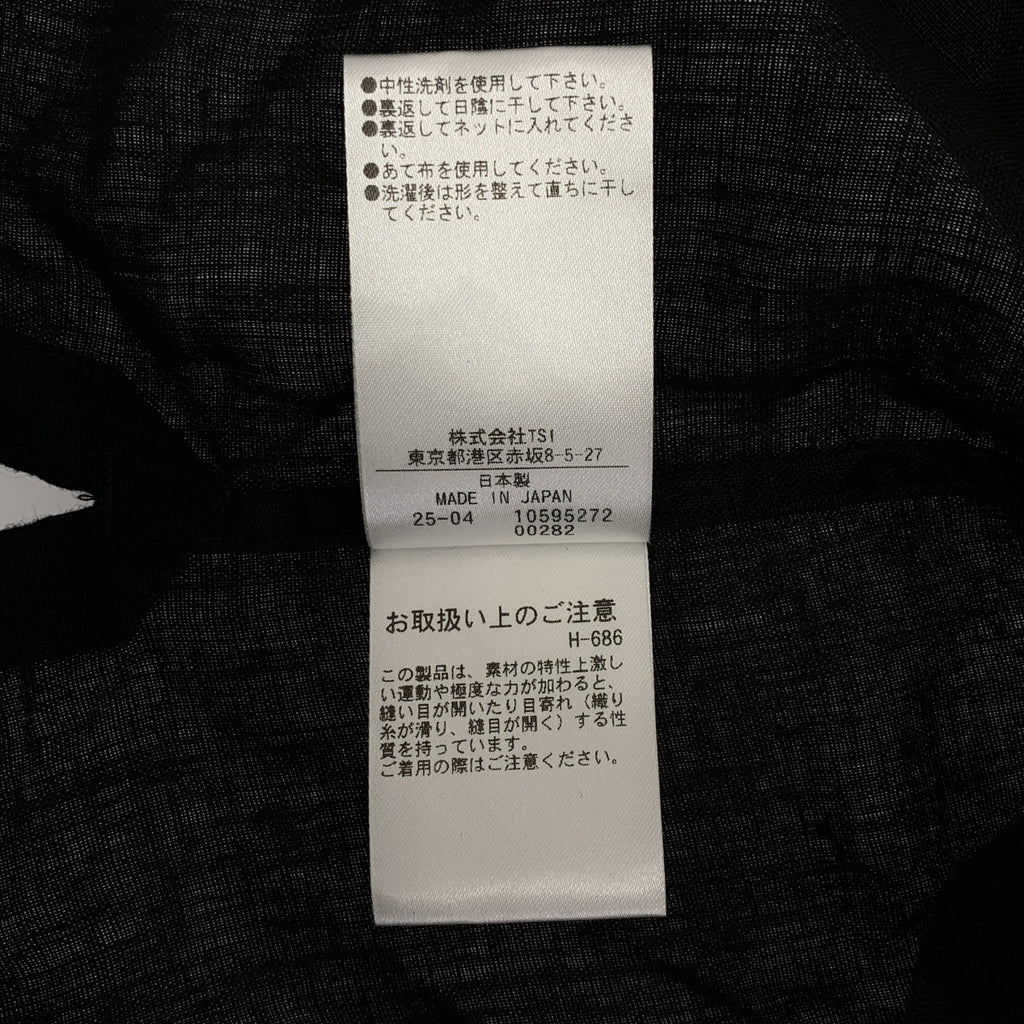 ●中性洗剤を使用して下さい。
●裏返して日陰に干して下さい。
●裏返してネットに入れてくださ
い。
●あて布を使用してください。
●洗濯後は形を整えて直ちに干し
てください。
株式会社TSI
東京都港区赤坂8-5-27
日本製
MADE IN JAPAN
25-04 10595272
00282
お取扱い上のご注意
H-686
この製品は、素材の特性上激し
い運動や極度な力が加わると、
縫い目が開いたり目寄れ（織り
糸が滑り、縫目が開く）する性
質を持っています。
ご着用の際はご注意ください。